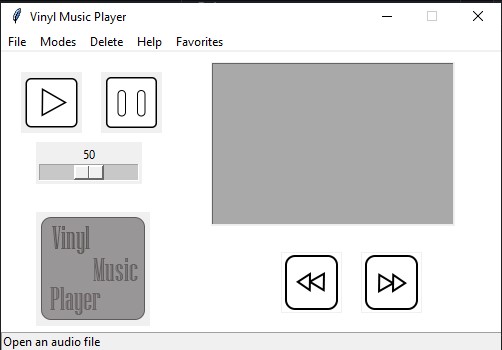 Vinyl Music Player
File Modes Delete Help Favorites
50
Vinyl
Music
Player
Open an audio file